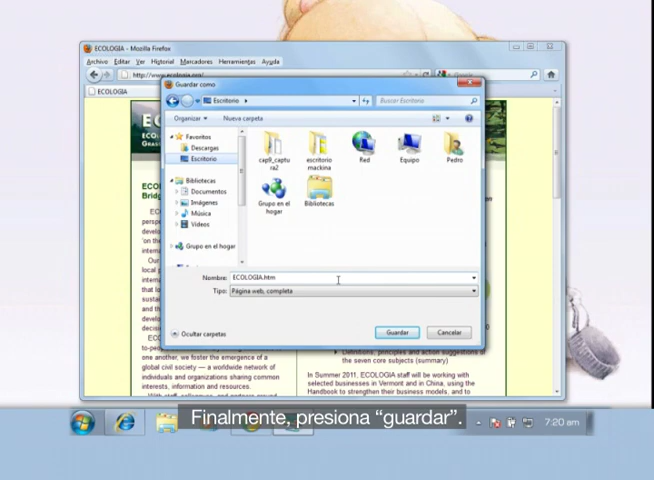 ECOLOGIA - Mozilla Firefox
Archivo Editar Ver Historial Marcadores Herramientas Ayuda
http://www.ecologia.org/
ECOLOGIA
Guardar como
Escritorio
Buscar Escritorio
Organizar Nueva carpeta
Favoritos
Descargas
Escritorio
Bibliotecas
Documentos
Imágenes
Música
Videos
Grupo en el hogar
cap9_captu
ra2
escritorio
mackina
Red
Equipo
Pedro
Grupo en el
hogar
Bibliotecas
Nombre: ECOLOGIA.htm
Tipo: Página web, completa
Ocultar carpetas
Guardar
Cancelar
to-pe
one another, we foster the emergence of a
global civil society — a worldwide network of
individuals and organizations sharing common
interests, information and resources.
Definitions, principles and action suggestions of
the seven core subjects (summary)
In Summer 2011, ECOLOGIA staff will be working with
selected businesses in Vermont and in China, using the
Handbook to strengthen their business models, and to
Finalmente, presiona “guardar”.
7:20 am